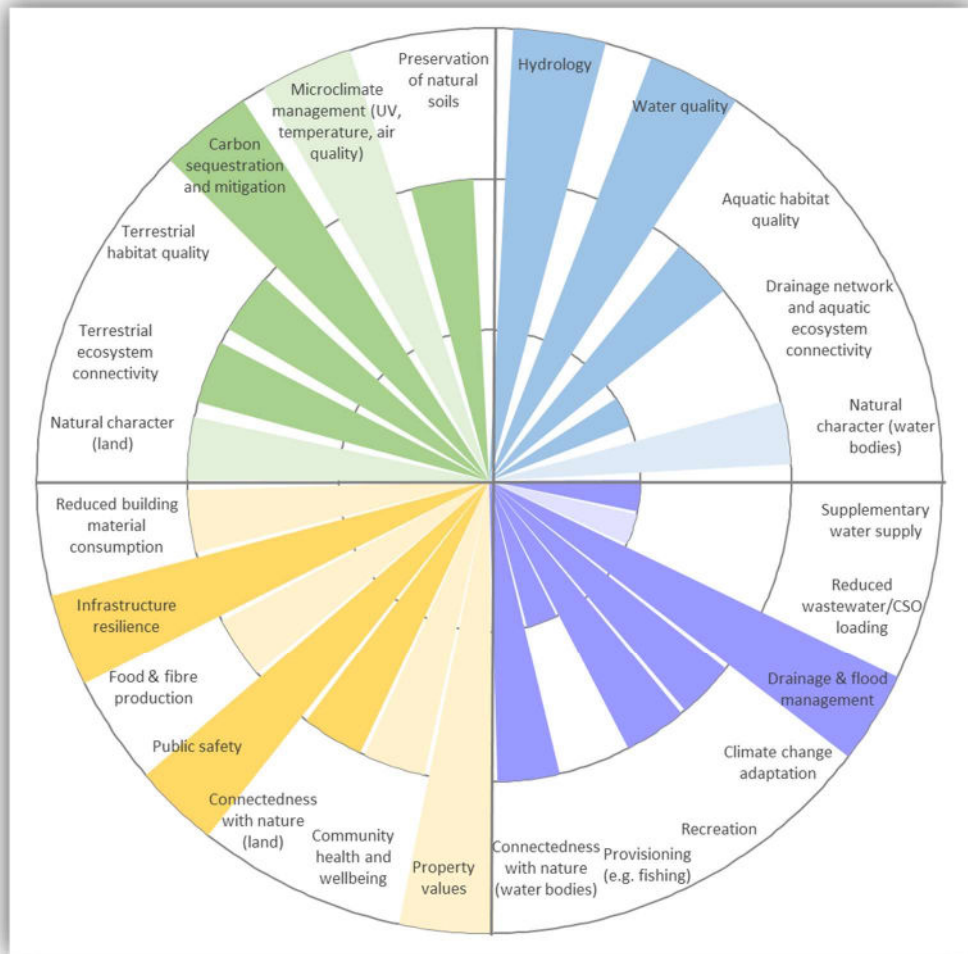 Preservation
of natural
soils
Hydrology
Microclimate
management (UV,
temperature, air
quality)
Water quality
Carbon
sequestration
and mitigation
Aquatic habitat
quality
Terrestrial
habitat quality
Drainage network
and aquatic
ecosystem
connectivity
Terrestrial
ecosystem
connectivity
Natural
character (water
bodies)
Natural character
(land)
Reduced building
material
consumption
Supplementary
water supply
Infrastructure
resilience
Reduced
wastewater/CSO
loading
Food & fibre
production
Drainage & flood
management
Public safety
Climate change
adaptation
Connectedness
with nature
(land)
Recreation
Community
health and
wellbeing
Property
values
Connectedness
with nature
(water bodies)
Provisioning
(e.g. fishing)